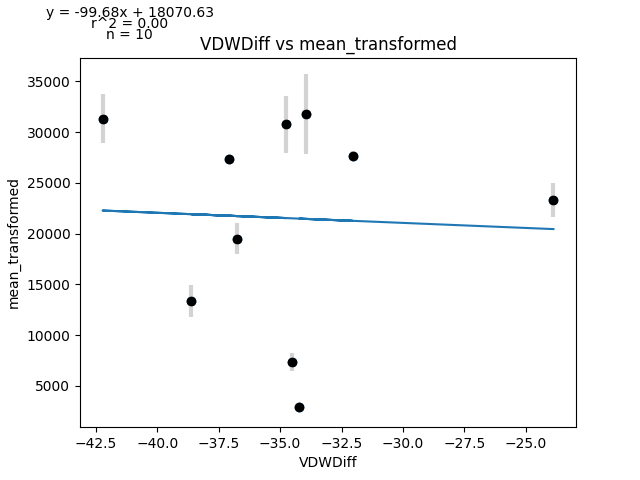 y = -99.68x + 18070.63
r^2 = 0.00
n = 10
VDWDiff vs mean_transformed
35000
30000
25000
20000
15000
10000
5000
mean_transformed
−42.5 −40.0 −37.5 −35.0 −32.5 −30.0 −27.5 −25.0
VDWDiff